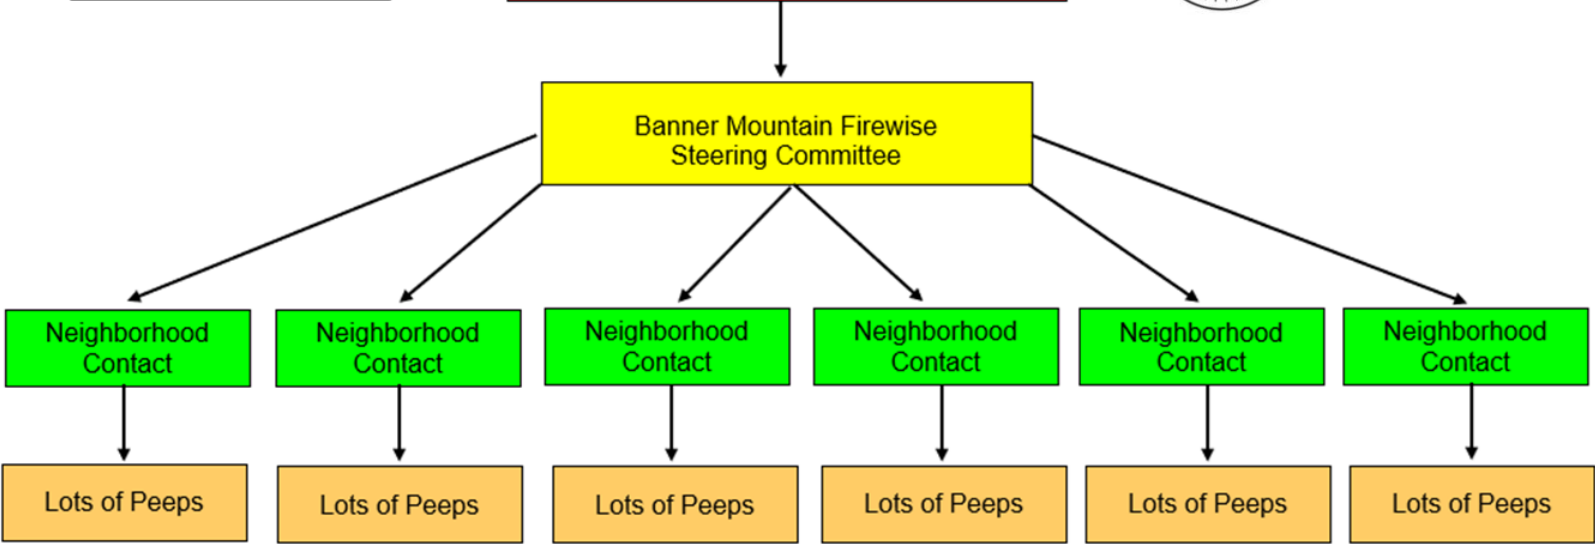 Banner Mountain Firewise
Steering Committee
Neighborhood
Contact
Neighborhood
Contact
Neighborhood
Contact
Neighborhood
Contact
Neighborhood
Contact
Neighborhood
Contact
Lots of Peeps
Lots of Peeps
Lots of Peeps
Lots of Peeps
Lots of Peeps
Lots of Peeps